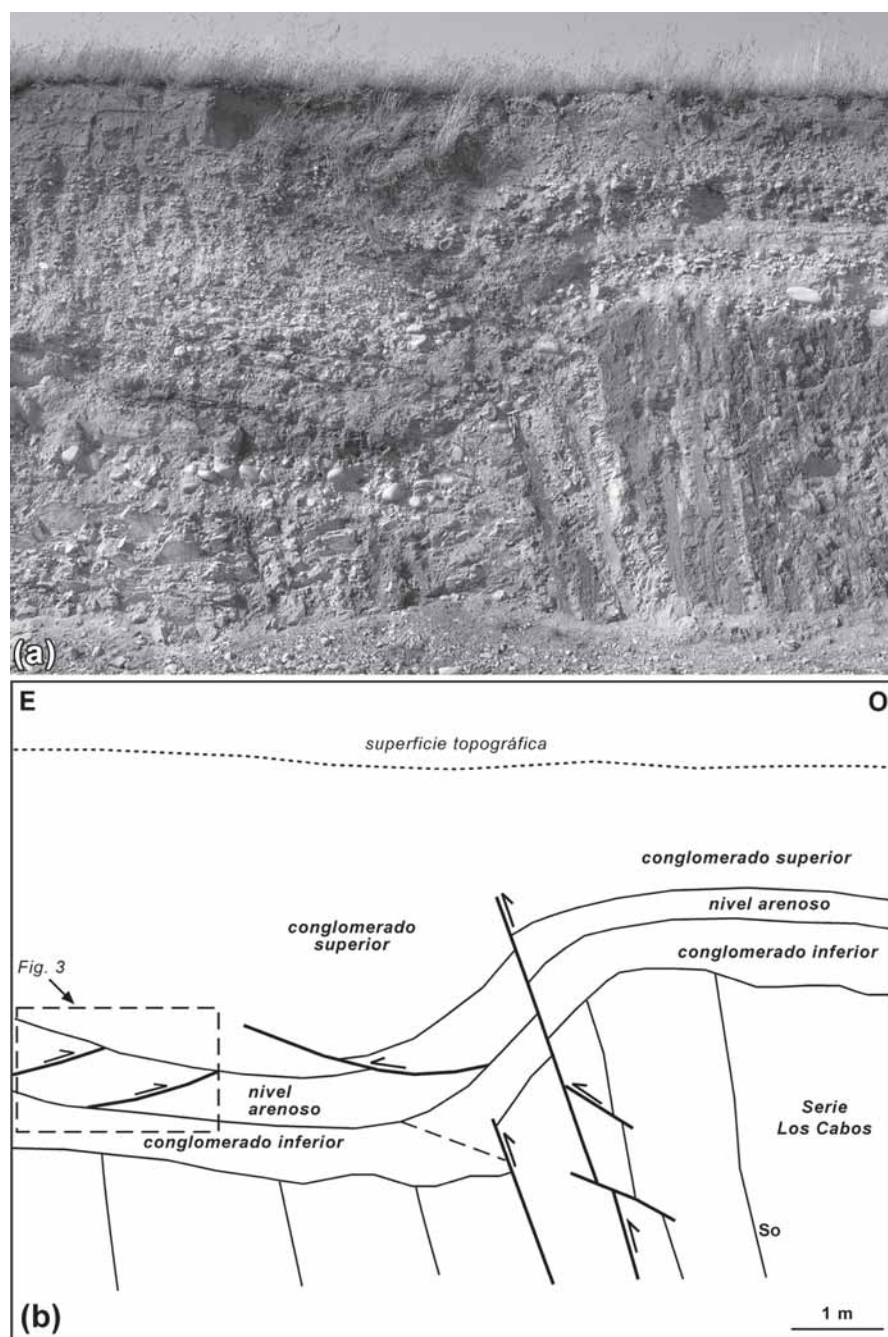 (a)
E
O
superficie topográfica
conglomerado superior
nivel arenoso
conglomerado
superior
conglomerado inferior
Fig. 3
nivel
arenoso
Serie
Los Cabos
conglomerado inferior
So
(b)
1 m